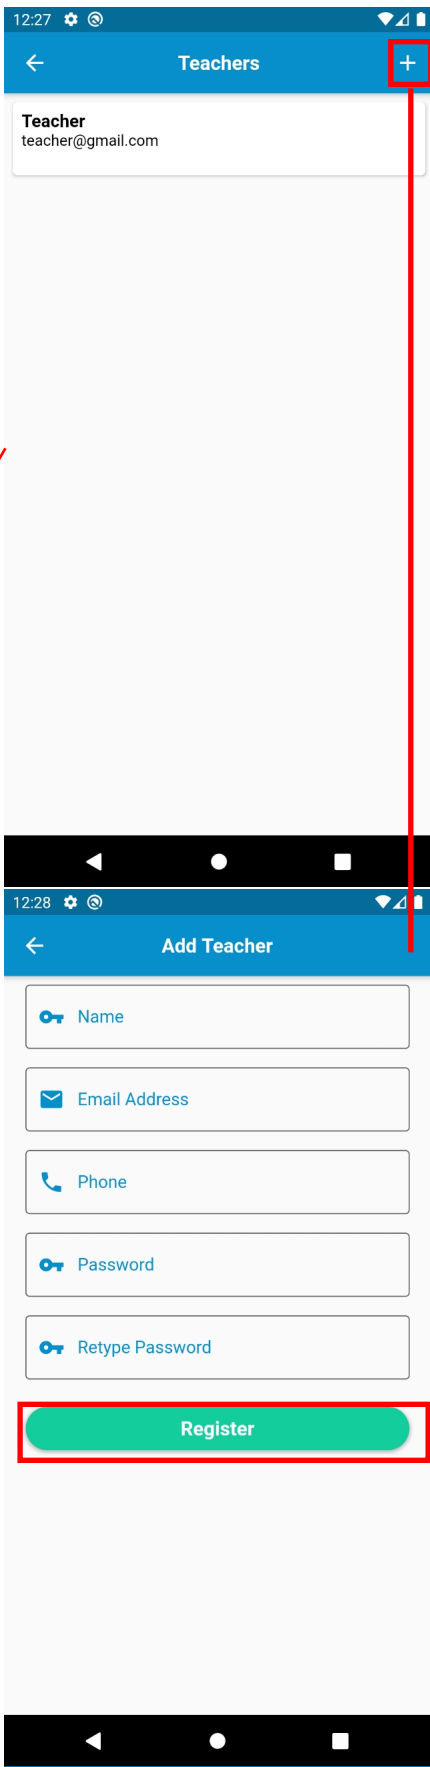 12:27
Teachers
Teacher
teacher@gmail.com
12:28
Add Teacher
Name
Email Address
Phone
Password
Retype Password
Register